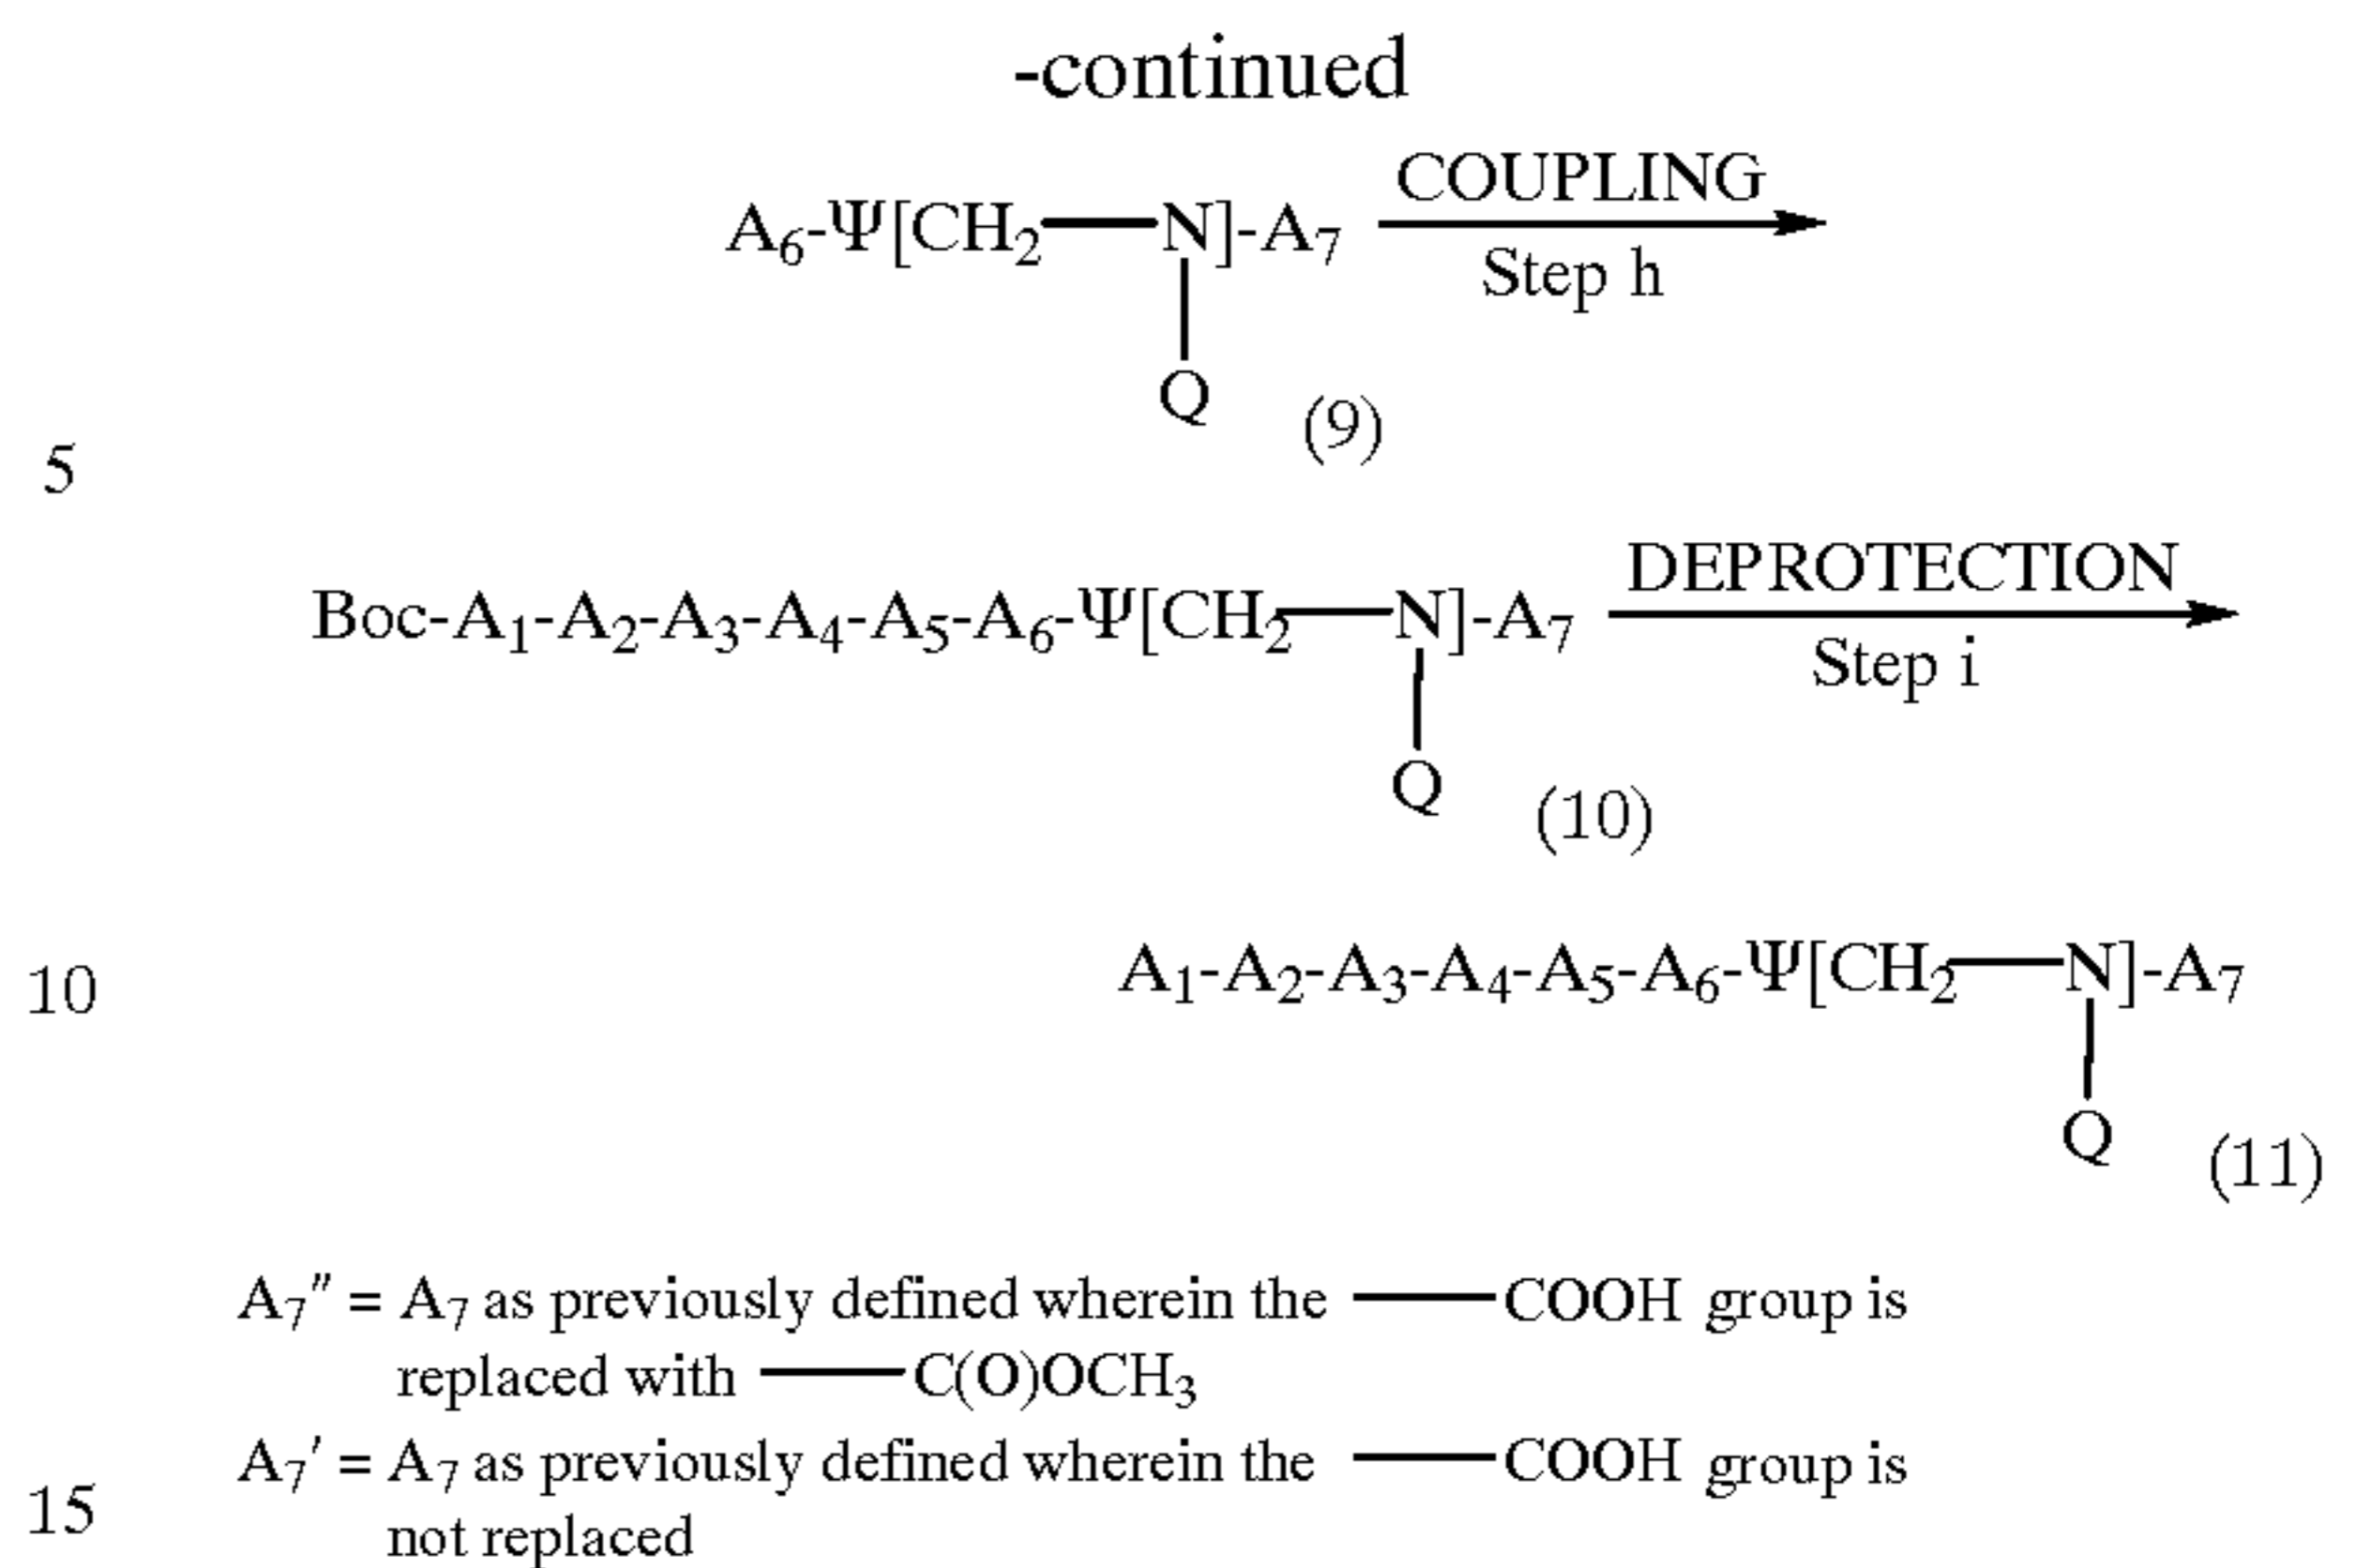 -continued
COUPLING
A₆-Ψ[CH₂—N]-A₇
Step h
Q
(9)
5
DEPROTECTION
Boc-A₁-A₂-A₃-A₄-A₅-A₆-Ψ[CH₂—N]-A₇
Step i
Q
(10)
10
A₁-A₂-A₃-A₄-A₅-A₆-Ψ[CH₂—N]-A₇
Q
(11)
A₇″ = A₇ as previously defined wherein the —COOH group is
replaced with —C(O)OCH₃
A₇′ = A₇ as previously defined wherein the —COOH group is
15
not replaced